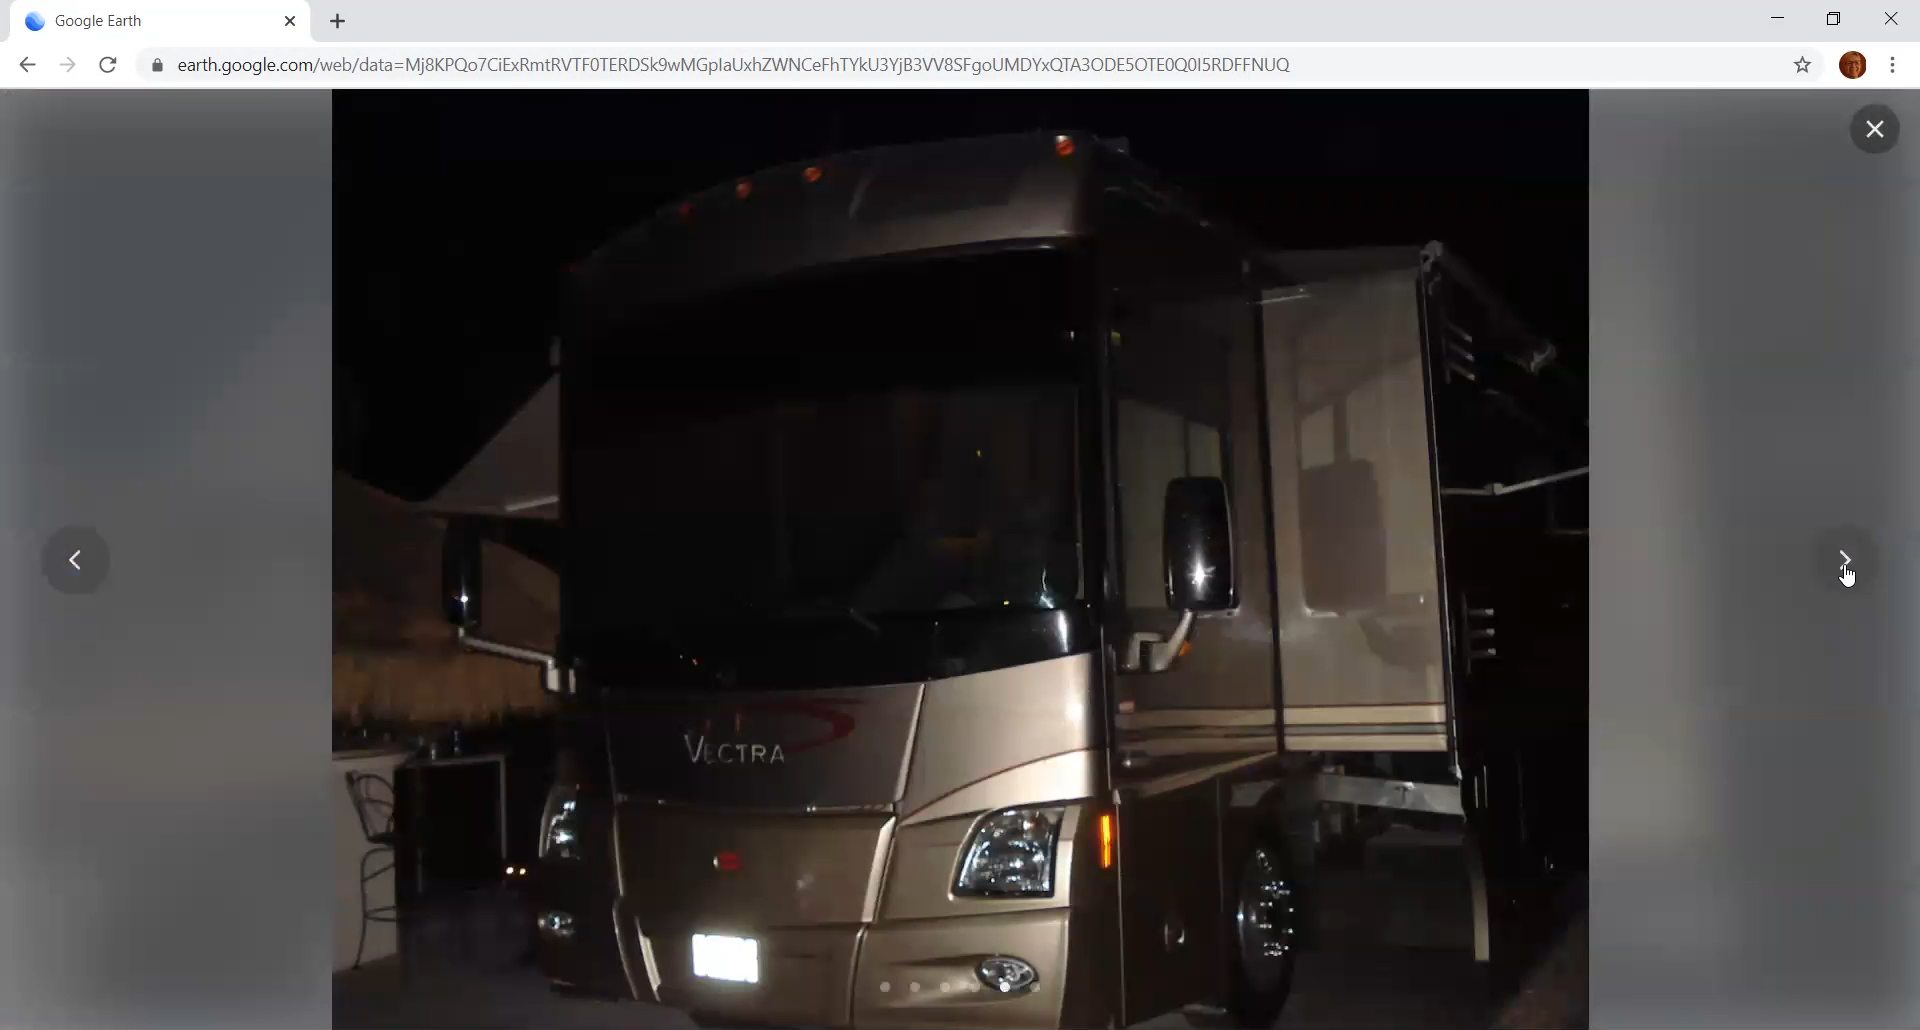 Google Earth
earth.google.com/web/data=Mj8KPQo7CiExRmtRVTF0TERDSk9wMGplaUxhZWNCeFhTYkU3YjB3VV8SFgoUMDYxQTA3ODE5OTE0Q0I5RDFFNUQ
VECTRA